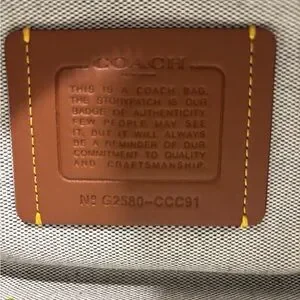 COACH
THIS IS A COACH BAG.
THE STORYPATCH IS OUR
BADGE OF AUTHENTICITY.
FEW PEOPLE MAY SEE
IT, BUT IT WILL ALWAYS
BE A REMINDER OF OUR
COMMITMENT TO QUALITY
AND CRAFTSMANSHIP.
Nº G2580-CCC91